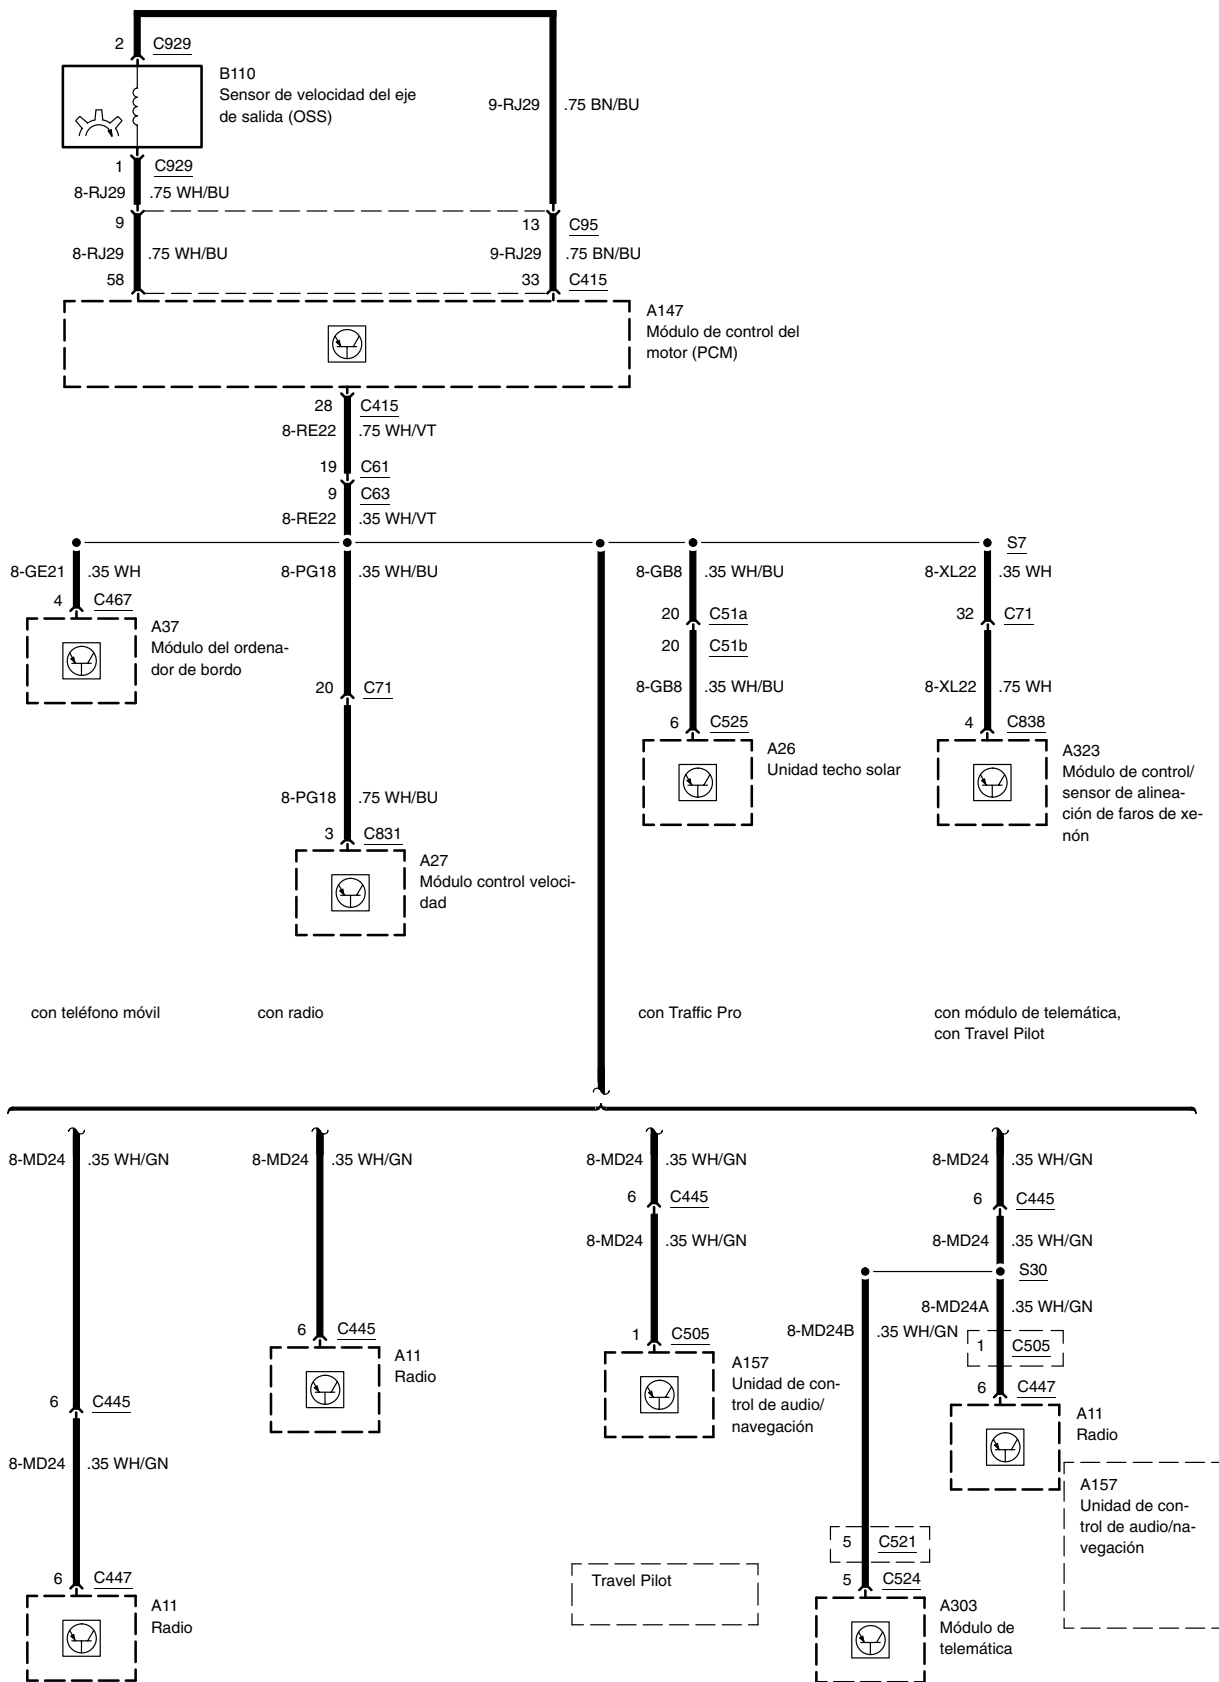 2 C929
B110
Sensor de velocidad del eje
de salida (OSS)
9-RJ29 .75 BN/BU
1 C929
8-RJ29 .75 WH/BU
9 13 C95
8-RJ29 .75 WH/BU 9-RJ29 .75 BN/BU
58 33 C415
A147
Módulo de control del
motor (PCM)
28 C415
8-RE22 .75 WH/VT
19 C61
9 C63
8-RE22 .35 WH/VT
S7
8-GE21 .35 WH 8-PG18 .35 WH/BU 8-GB8 .35 WH/BU 8-XL22 .35 WH
4 C467 20 C51a 32 C71
A37
Módulo del ordena-
dor de bordo
20 C51b
20 C71 8-GB8 .35 WH/BU 8-XL22 .75 WH
6 C525 4 C838
A26
Unidad techo solar
A323
Módulo de control/
sensor de alinea-
ción de faros de xe-
nón
8-PG18 .75 WH/BU
3 C831
A27
Módulo control veloci-
dad
con teléfono móvil con radio con Traffic Pro con módulo de telemática,
con Travel Pilot
8-MD24 .35 WH/GN 8-MD24 .35 WH/GN 8-MD24 .35 WH/GN 8-MD24 .35 WH/GN
6 C445 6 C445
8-MD24 .35 WH/GN 8-MD24 .35 WH/GN
S30
8-MD24A .35 WH/GN
6 C445 1 C505 8-MD24B .35 WH/GN 1 C505
A11
Radio
A157
Unidad de con-
trol de audio/
navegación
6 C445 6 C447
A11
Radio
8-MD24 .35 WH/GN
A157
Unidad de con-
trol de audio/na-
vegación
5 C521
6 C447 Travel Pilot 5 C524
A11
Radio
A303
Módulo de
telemática